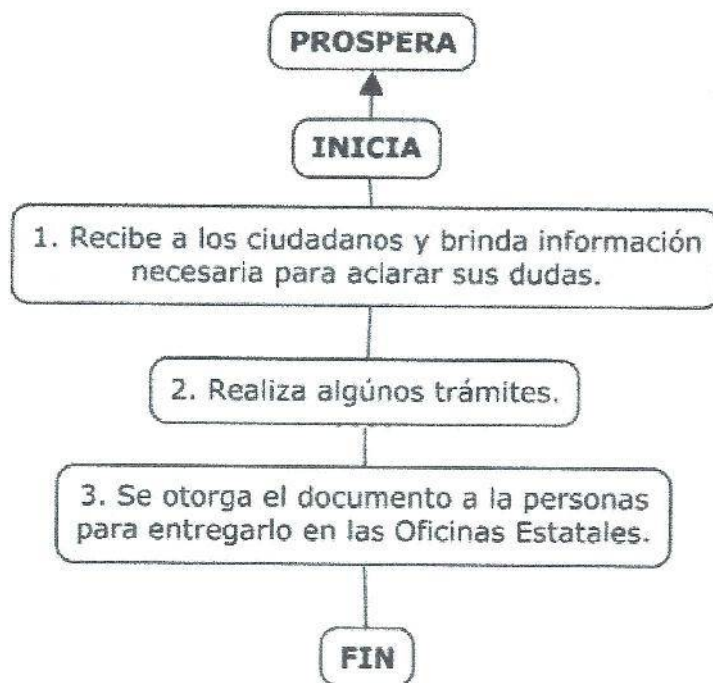 PROSPERA
INICIA
1. Recibe a los ciudadanos y brinda información
necesaria para aclarar sus dudas.
2. Realiza algúnos trámites.
3. Se otorga el documento a la personas
para entregarlo en las Oficinas Estatales.
FIN